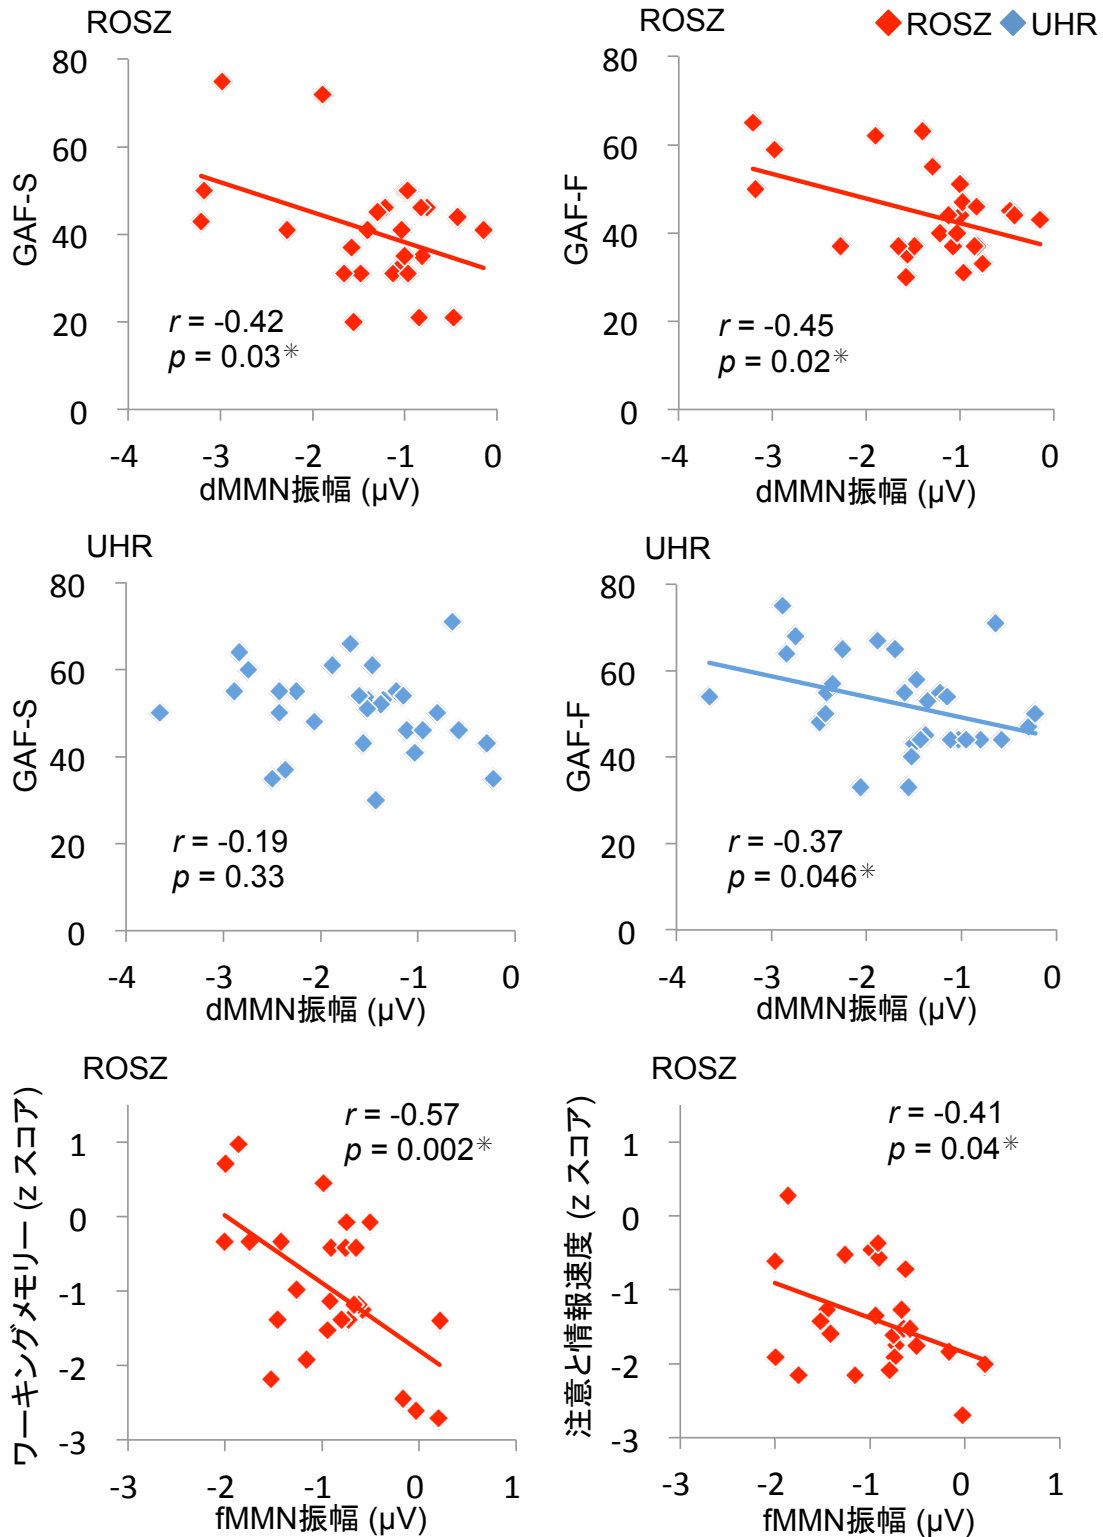 ROSZ
ROSZ
ROSZ UHR
80
60
40
20
0
GAF-S
r = -0.42
p = 0.03*
-4 -3 -2 -1 0
dMMN振幅 (μV)
80
60
40
20
0
GAF-F
r = -0.45
p = 0.02*
-4 -3 -2 -1 0
dMMN振幅 (μV)
UHR
80
60
40
20
0
GAF-S
r = -0.19
p = 0.33
-4 -3 -2 -1 0
dMMN振幅 (μV)
UHR
80
60
40
20
0
GAF-F
r = -0.37
p = 0.046*
-4 -3 -2 -1 0
dMMN振幅 (μV)
ROSZ
1
0
-1
-2
-3
ワーキングメモリー (z スコア)
r = -0.57
p = 0.002*
-3 -2 -1 0 1
fMMN振幅 (μV)
ROSZ
1
0
-1
-2
-3
注意と情報速度 (z スコア)
r = -0.41
p = 0.04*
-3 -2 -1 0 1
fMMN振幅 (μV)